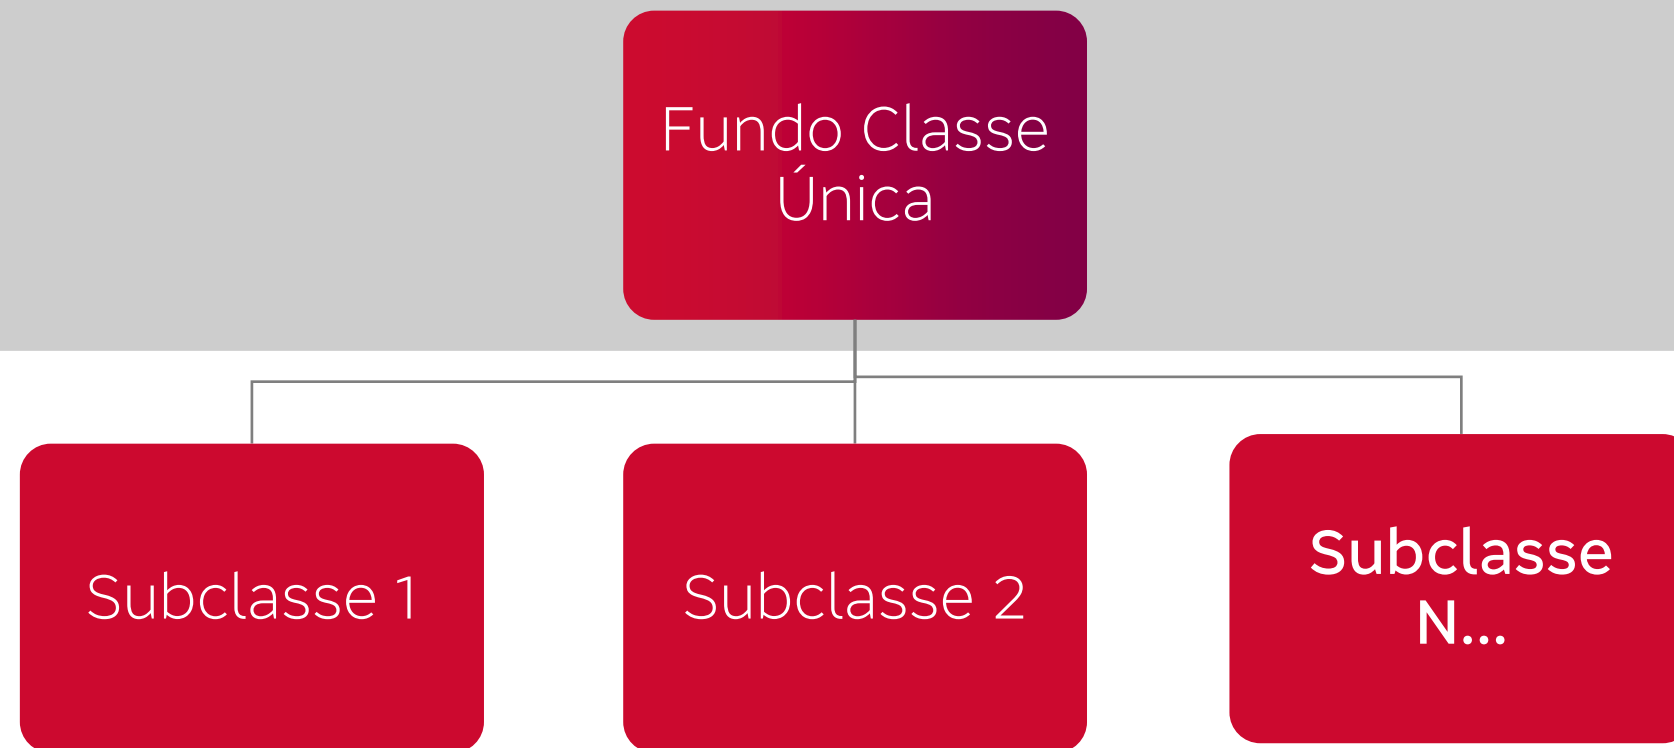 Fundo Classe
Única
Subclasse 1
Subclasse 2
Subclasse
N...